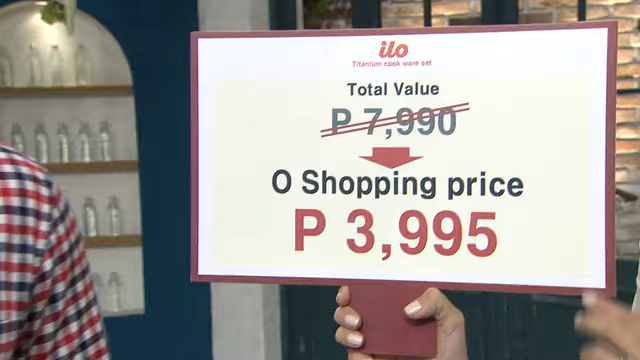 ilo
Titanium cook ware set
Total Value
P 7,990
O Shopping price
P 3,995